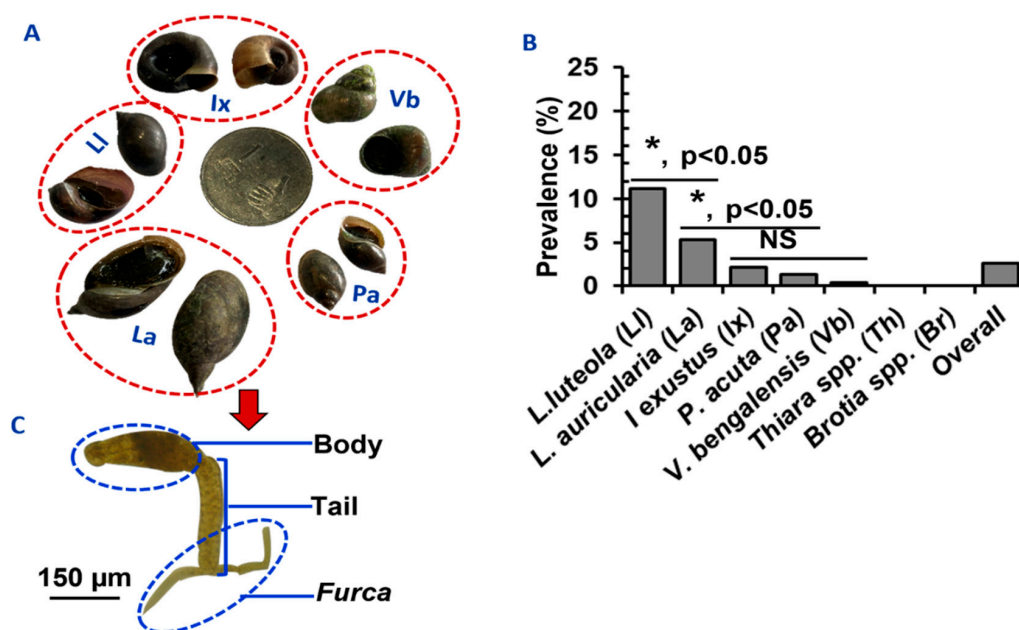 A
Ix
Vb
Ll
Pa
La
B
Prevalence (%)
25
20
15
10
5
0
*, p<0.05
*, p<0.05
NS
L.luteola (Ll)
L. auricularia (La)
I exustus (Ix)
P. acuta (Pa)
V. bengalensis (Vb)
Thiara spp. (Th)
Brotia spp. (Br)
Overall
C
Body
Tail
Furca
150 μm